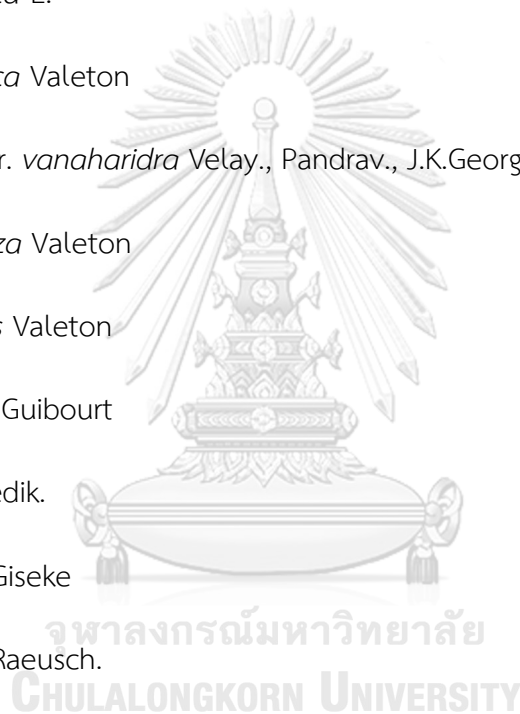 L.
Valeton
r. vanaharidra Velay., Pandrav., J.K.Georg
za Valeton
s Valeton
Guibourt
edik.
Giseke
Raeusch.
จุฬาลงกรณ์มหาวิทยาลัย
CHULALONGKORN UNIVERSITY